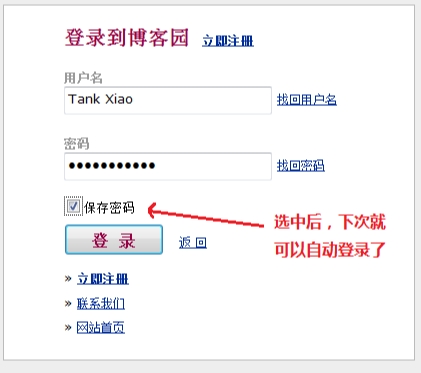 登录到博客园 立即注册
用户名
Tank Xiao 找回用户名
密码
●●●●●●●●●●● 找回密码
保存密码
选中后，下次就
可以自动登录了
登 录 返 回
» 立即注册
» 联系我们
» 网站首页